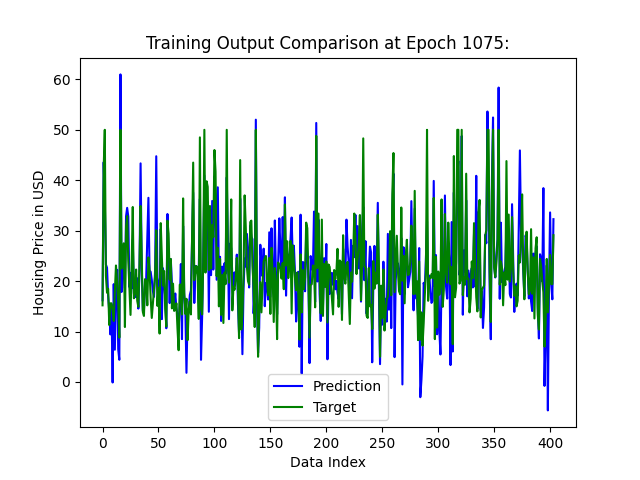 Training Output Comparison at Epoch 1075:
60
50
40
30
20
10
0
Housing Price in USD
Prediction
Target
0 50 100 150 200 250 300 350 400
Data Index